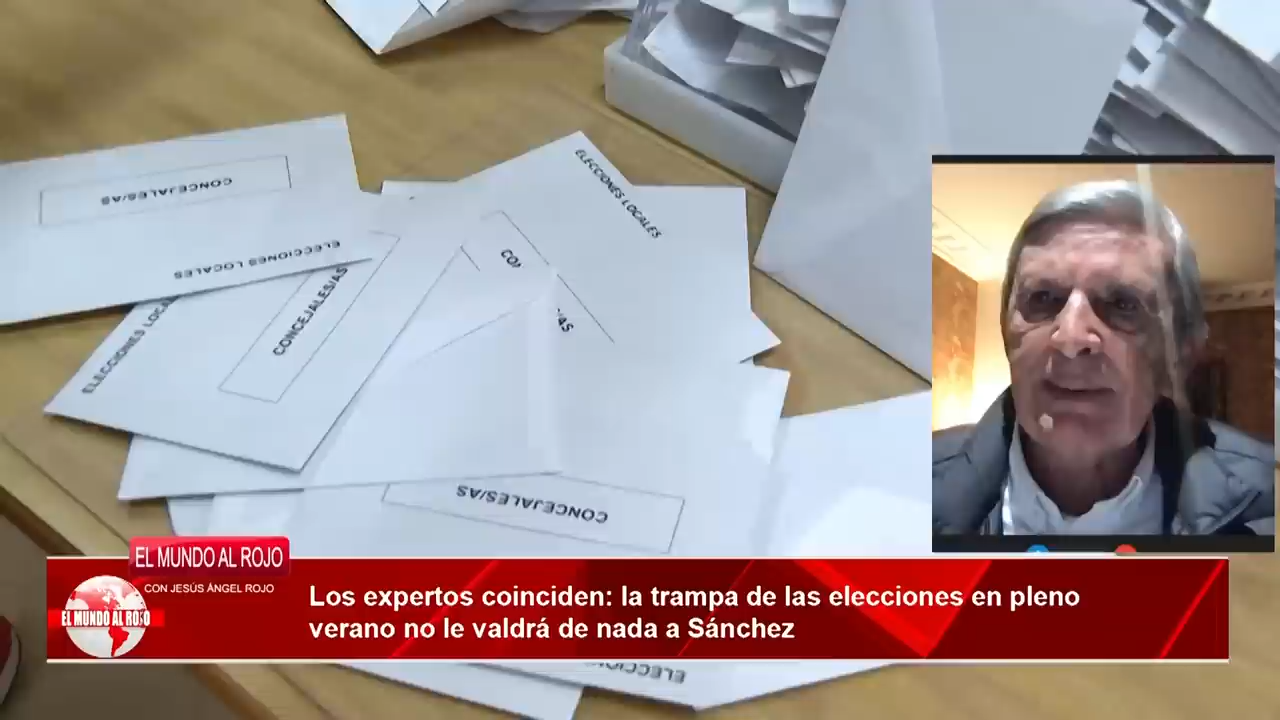 CONCEJALES/AS
ELECCIONES LOCALES
ELECCIONES LOCALES
CONCEJALES/AS
ELECCIONES
CONCEJALES/AS
EL MUNDO AL ROJO
CON JESÚS ÁNGEL ROJO
EL MUNDO AL ROJO
Los expertos coinciden: la trampa de las elecciones en pleno
verano no le valdrá de nada a Sánchez